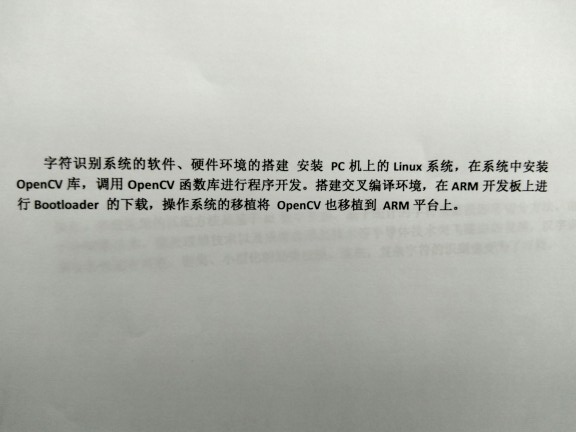 字符识别系统的软件、硬件环境的搭建 安装 PC 机上的 Linux 系统，在系统中安装
OpenCV 库，调用 OpenCV 函数库进行程序开发。搭建交叉编译环境，在 ARM 开发板上进
行 Bootloader 的下载，操作系统的移植将 OpenCV 也移植到 ARM 平台上。